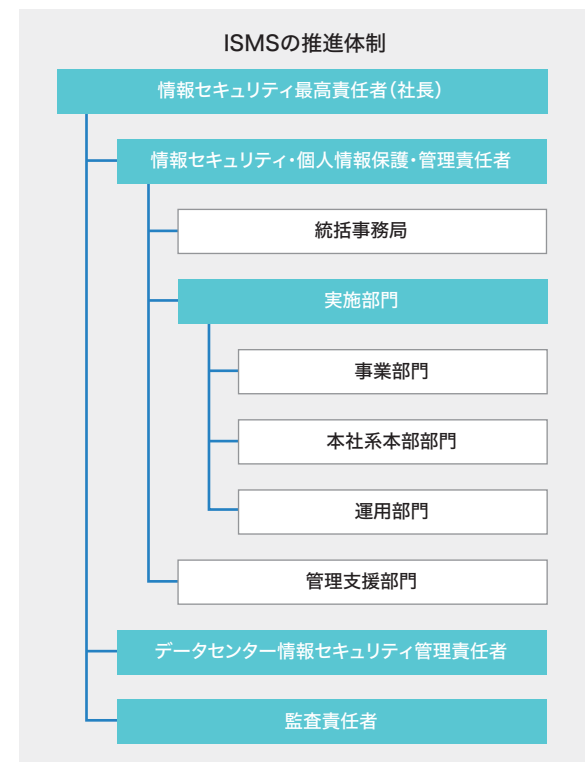 ISMSの推進体制
情報セキュリティ最高責任者(社長)
情報セキュリティ・個人情報保護・管理責任者
統括事務局
実施部門
事業部門
本社系本部部門
運用部門
管理支援部門
データセンター情報セキュリティ管理責任者
監査責任者